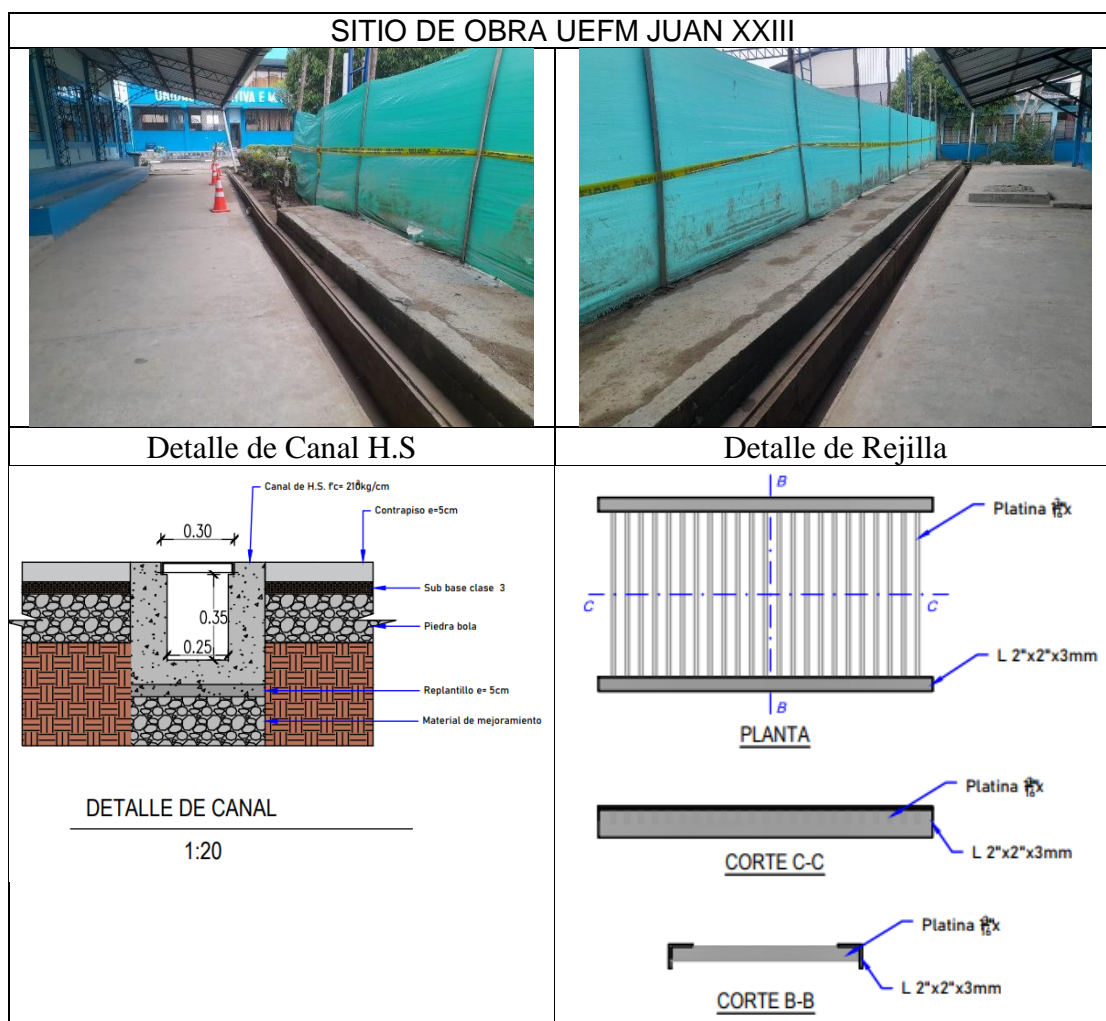 SITIO DE OBRA UEFM JUAN XXIII
UNIDAD
TIVA E M
Detalle de Canal H.S
Detalle de Rejilla
Canal de H.S. f'c= 210kg/cm
0.30
Contrapiso e=5cm
Sub base clase 3
0.35
Piedra bola
0.25
Replantillo e= 5cm
Material de mejoramiento
DETALLE DE CANAL
1:20
B
Platina
C
C
L 2"x2"x3mm
B
PLANTA
Platina
L 2"x2"x3mm
CORTE C-C
Platina
L 2"x2"x3mm
CORTE B-B